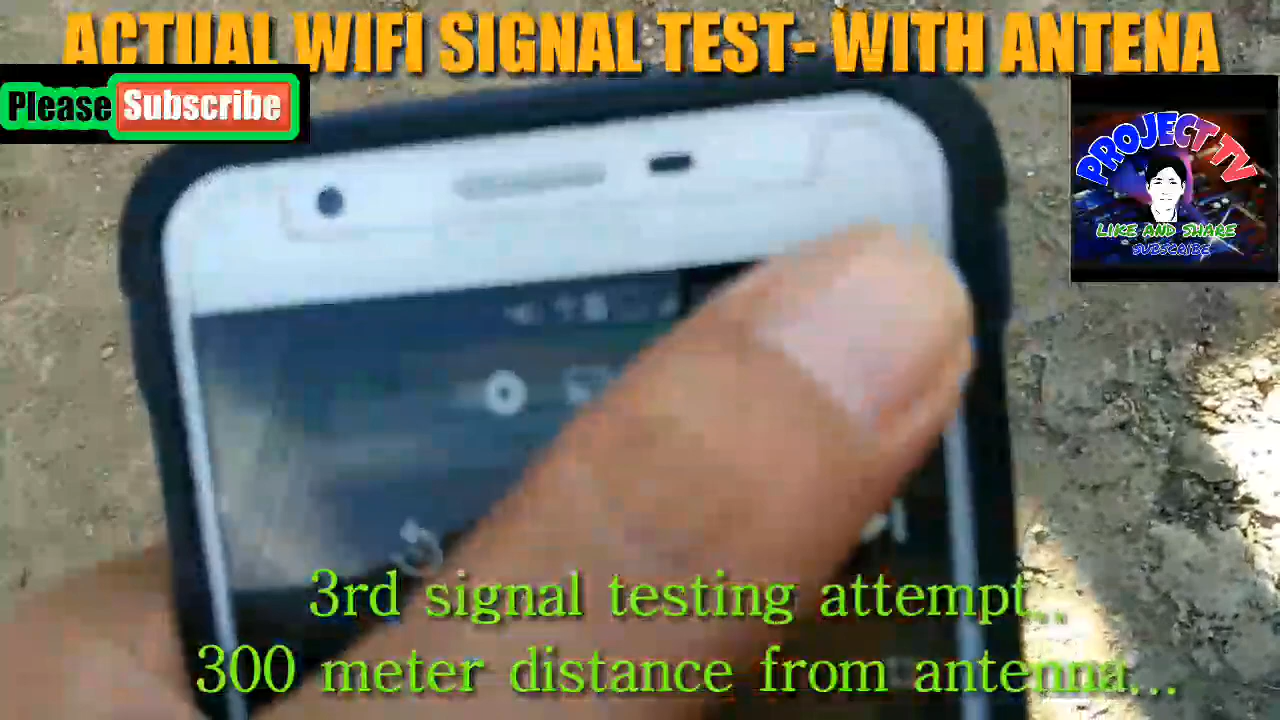 ACTUAL WIFI SIGNAL TEST- WITH ANTENA
Please Subscribe
PROJECT TV
LIKE AND SHARE
SUBSCRIBE
3rd signal testing attempt...
300 meter distance from antenna...